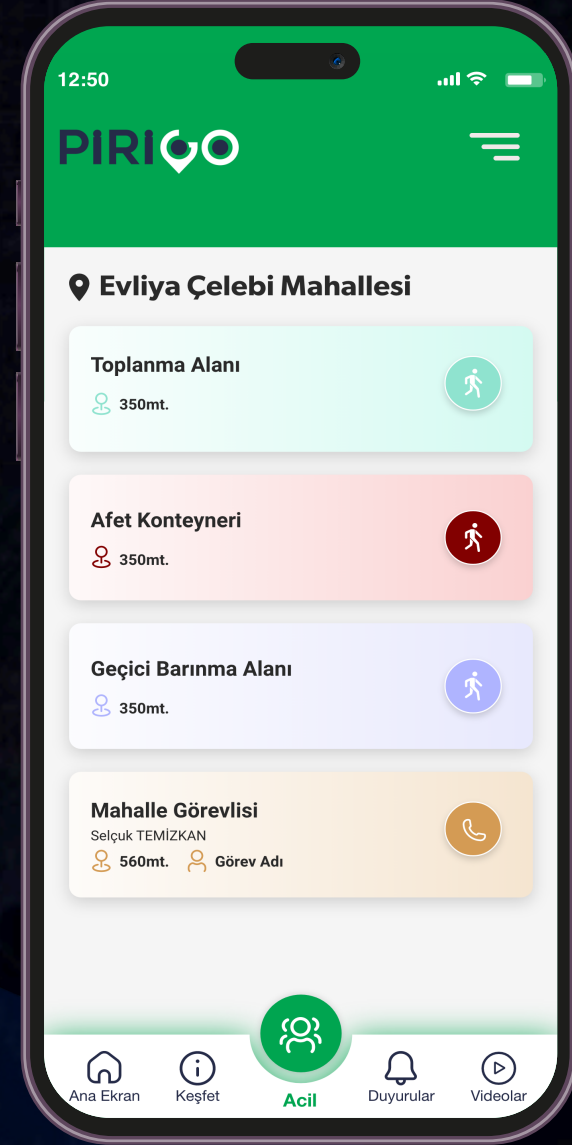 12:50
PiRiGO
Evliya Çelebi Mahallesi
Toplanma Alanı
350mt.
Afet Konteyneri
350mt.
Geçici Barınma Alanı
350mt.
Mahalle Görevlisi
Selçuk TEMİZKAN
560mt. Görev Adı
Ana Ekran Keşfet Acil Duyurular Videolar